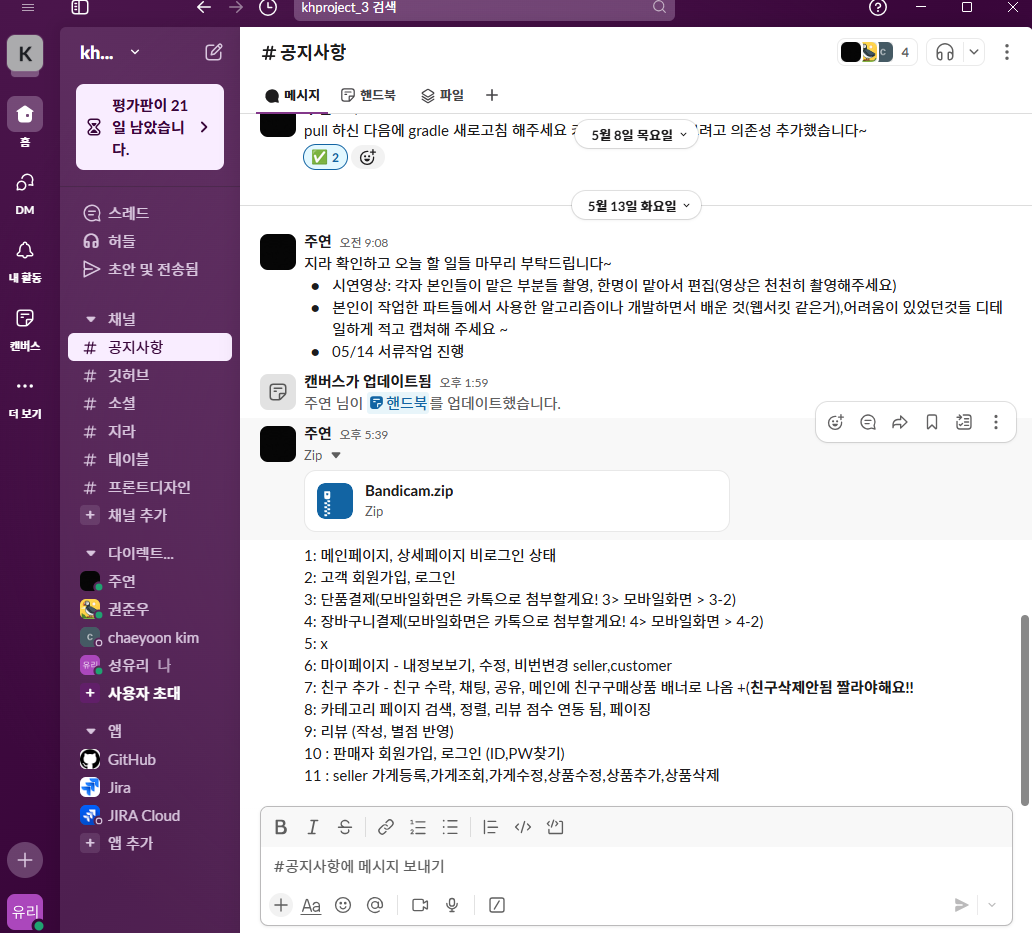 khproject_3 검색
K
홈
DM
내 활동
캔버스
더 보기
유리
kh...
평가판이 21
일 남았습니
다.
스레드
허들
초안 및 전송됨
채널
# 공지사항
# 깃허브
# 소셜
# 지라
# 테이블
# 프론트디자인
+ 채널 추가
다이렉트...
주연
권준우
C chaeyoon kim
유리 성유리 나
+ 사용자 초대
앱
GitHub
Jira
JIRA Cloud
+ 앱 추가
# 공지사항
C 4
메시지 핸드북 파일 +
pull 하신 다음에 gradle 새로고침 해주세요
5월 8일 목요일
려고 의존성 추가했습니다~
2
5월 13일 화요일
주연 오전 9:08
지라 확인하고 오늘 할 일들 마무리 부탁드립니다~
• 시연영상: 각자 본인들이 맡은 부분들 촬영, 한명이 맡아서 편집(영상은 천천히 촬영해주세요)
• 본인이 작업한 파트들에서 사용한 알고리즘이나 개발하면서 배운 것(웹서킷 같은거),어려움이 있었던것들 디테
일하게 적고 캡쳐해 주세요 ~
• 05/14 서류작업 진행
캔버스가 업데이트됨 오후 1:59
주연 님이 핸드북를 업데이트했습니다.
주연 오후 5:39
Zip
Bandicam.zip
Zip
1: 메인페이지, 상세페이지 비로그인 상태
2: 고객 회원가입, 로그인
3: 단품결제(모바일화면은 카톡으로 첨부할게요! 3> 모바일화면 > 3-2)
4: 장바구니결제(모바일화면은 카톡으로 첨부할게요! 4> 모바일화면 > 4-2)
5: x
6: 마이페이지 - 내정보보기, 수정, 비번변경 seller,customer
7: 친구 추가 - 친구 수락, 채팅, 공유, 메인에 친구구매상품 배너로 나옴 +(친구삭제안됨 짤라야해요!!
8: 카테고리 페이지 검색, 정렬, 리뷰 점수 연동 됨, 페이징
9: 리뷰 (작성, 별점 반영)
10 : 판매자 회원가입, 로그인 (ID,PW찾기)
11 : seller 가게등록,가게조회,가게수정,상품수정,상품추가,상품삭제
B I S
#공지사항에 메시지 보내기
+ Aa @